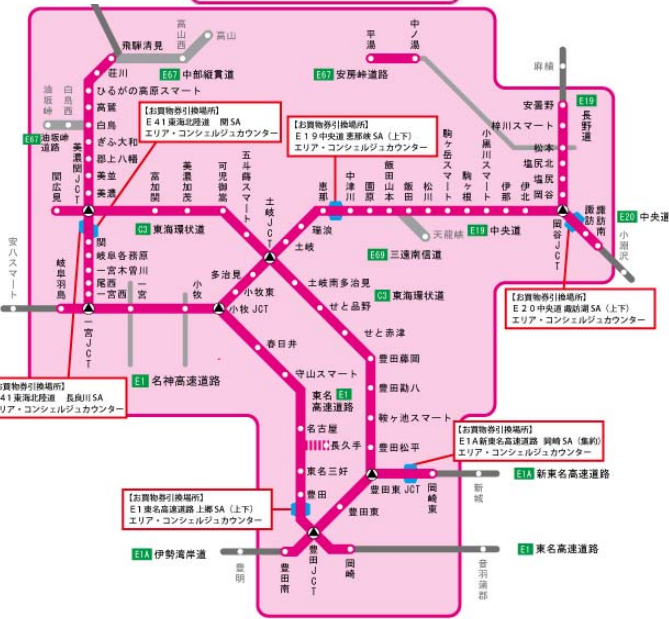 飛騨清見
高山西
高山
E67 中部縦貫道
平湯
中ノ湯
E67 安房峠道路
麻績
荘川
ひるがの高原スマート
高鷲
白鳥
ぎふ大和
郡上八幡
美並
美濃
美濃関JCT
油坂峠
白鳥西
E67 油坂峠
道路
【お買物券引換場所】
E41東海北陸道 関SA
エリア・コンシェルジュカウンター
【お買物券引換場所】
E19中央道 恵那峡SA（上下）
エリア・コンシェルジュカウンター
安曇野
E19
長野道
梓川スマート
松本
塩尻北
塩尻
岡谷
関広見
富加関
美濃加茂
可児御嵩
五斗蒔スマート
土岐JCT
恵那
中津川
園原
飯田山本
飯田
松川
駒ヶ岳スマート
駒ヶ根
小黒川スマート
伊那
伊北
岡谷JCT
諏訪
諏訪南
E20 中央道
小淵沢
C3 東海環状道
瑞浪
土岐
天龍峡
E19 中央道
E69 三遠南信道
安八スマート
岐阜羽島
関
岐阜各務原
一宮木曽川
尾西
一宮西
一宮
小牧
多治見
小牧東
小牧JCT
一宮JCT
土岐南多治見
C3 東海環状道
せと品野
【お買物券引換場所】
E20中央道 諏訪湖SA（上下）
エリア・コンシェルジュカウンター
せと赤津
春日井
豊田藤岡
お買物券引換場所】
41東海北陸道 長良川SA
リア・コンシェルジュカウンター
E1 名神高速道路
守山スマート
豊田勘八
東名 E1
高速道路
鞍ヶ池スマート
名古屋
長久手
豊田松平
【お買物券引換場所】
E1A新東名高速道路 岡崎SA（集約）
エリア・コンシェルジュカウンター
東名三好
豊田
豊田東JCT
岡崎東
新城
E1A 新東名高速道路
【お買物券引換場所】
E1東名高速道路 上郷SA（上下）
エリア・コンシェルジュカウンター
豊田東
E1A 伊勢湾岸道
豊明
豊田南
豊田JCT
岡崎
音羽蒲郡
E1 東名高速道路